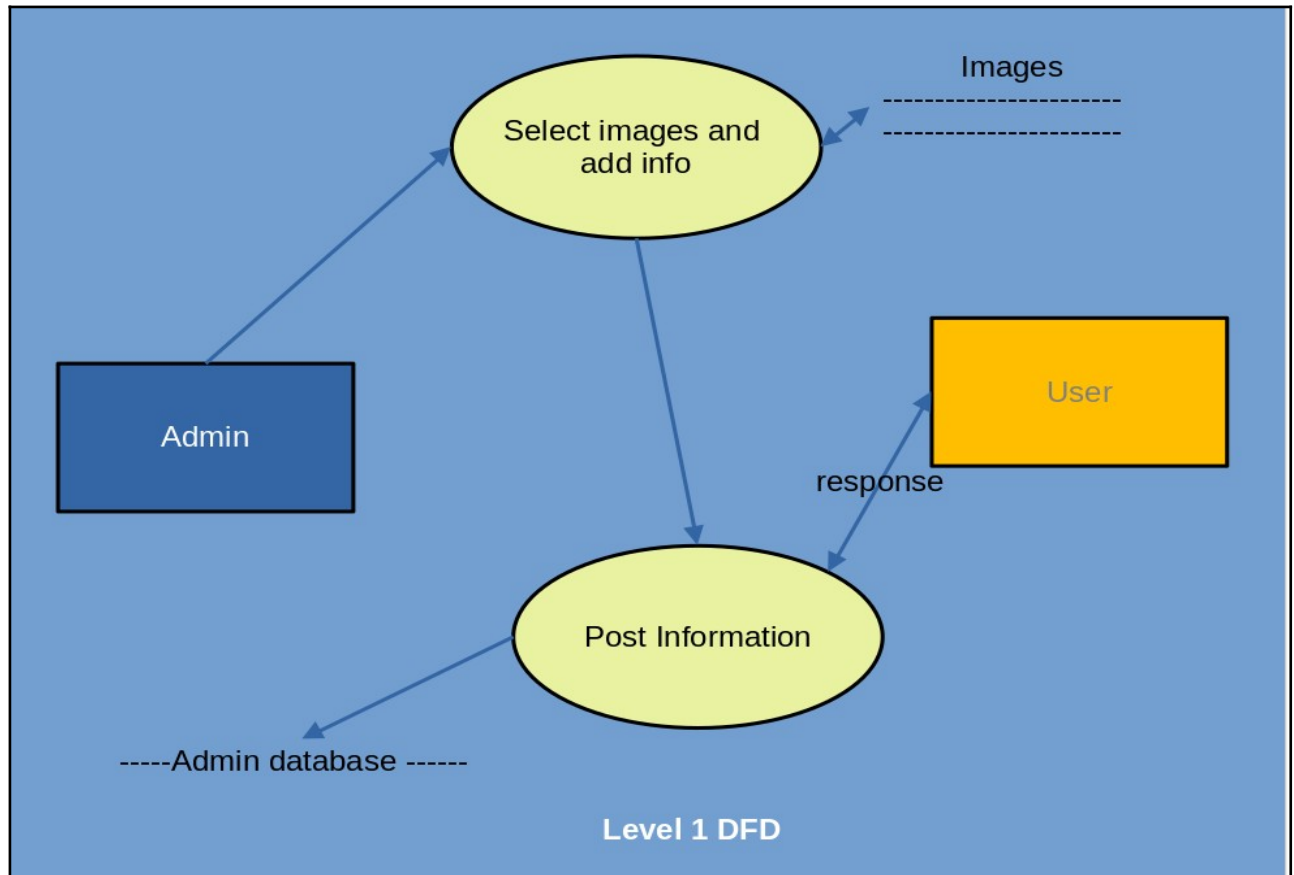 Images
------------------------
------------------------
Select images and
add info
User
Admin
response
Post Information
-----Admin database ------
Level 1 DFD